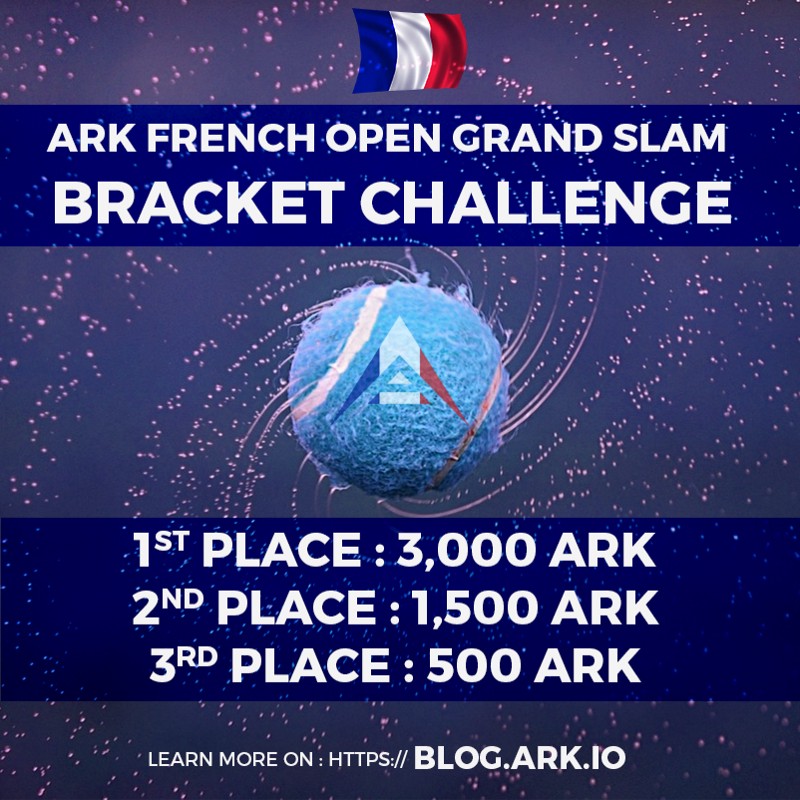 ARK FRENCH OPEN GRAND SLAM
BRACKET CHALLENGE
1ST PLACE : 3,000 ARK
2ND PLACE : 1,500 ARK
3RD PLACE : 500 ARK
LEARN MORE ON : HTTPS:// BLOG.ARK.IO